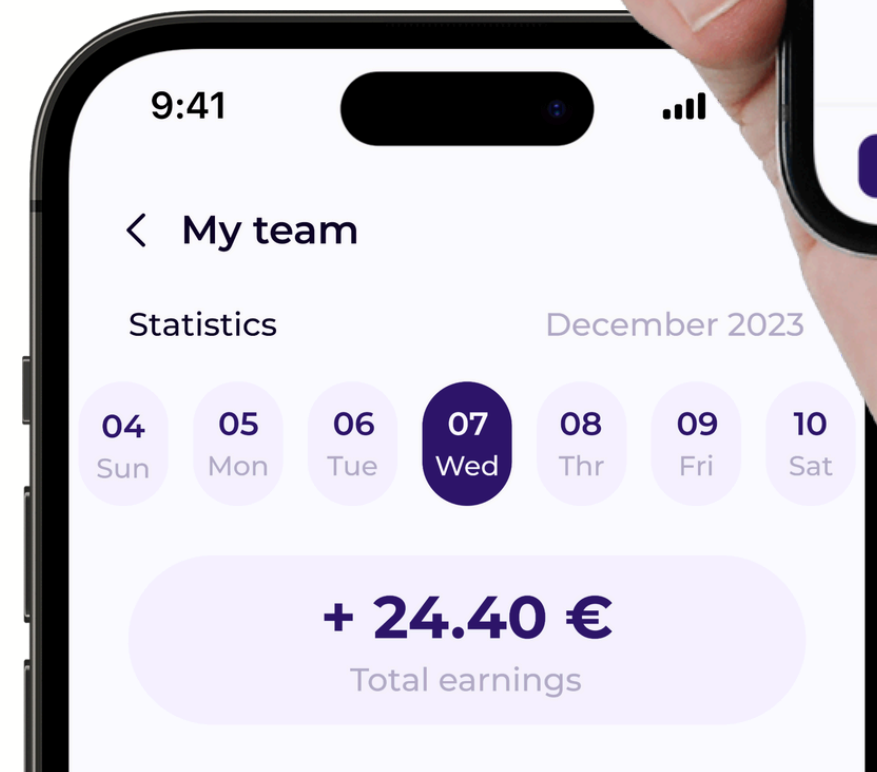 9:41
My team
Statistics December 2023
04 05 06 07 08 09 10
Sun Mon Tue Wed Thr Fri Sat
+ 24.40 €
Total earnings